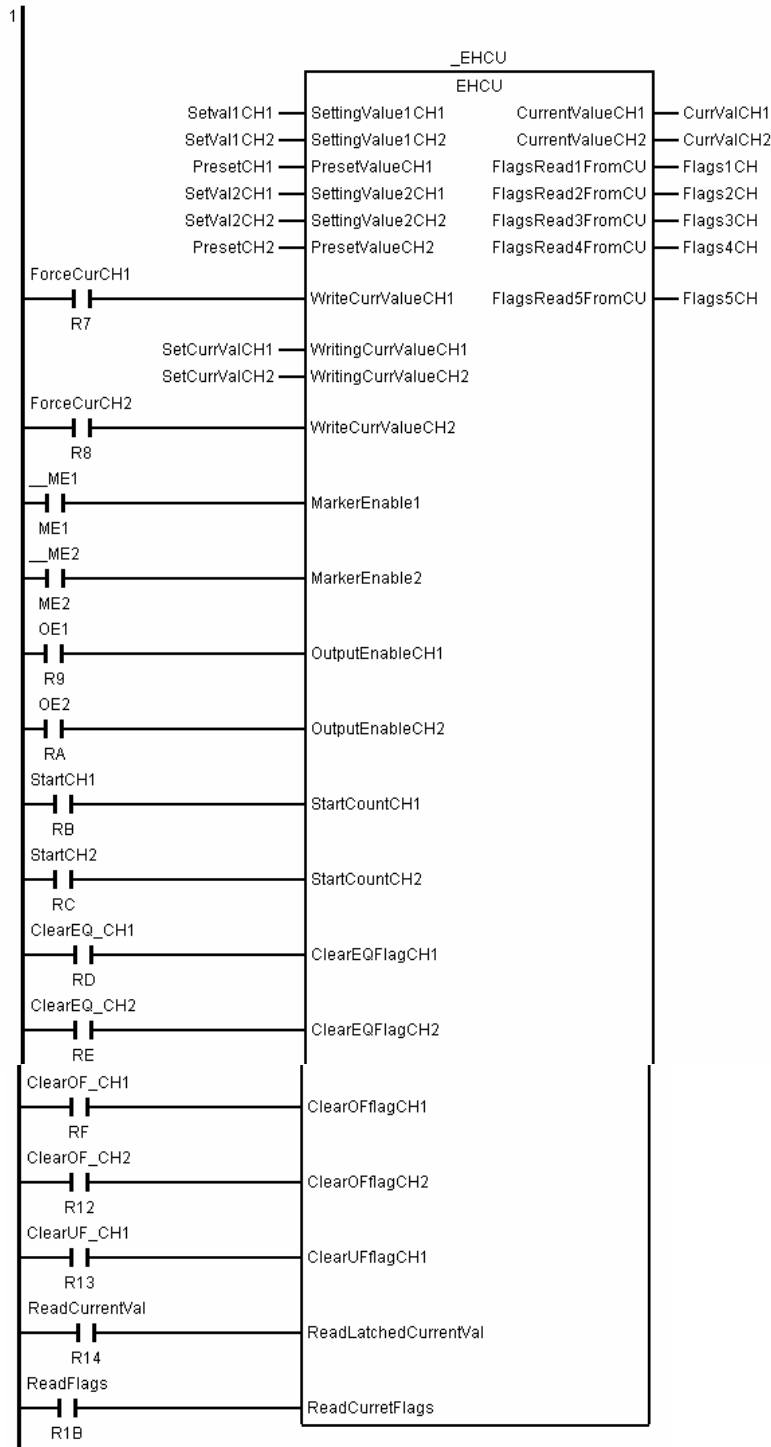 1
_EHCU
EHCU
Setval1CH1 SettingValue1CH1 CurrentValueCH1 CurrValCH1
SetVal1CH2 SettingValue1CH2 CurrentValueCH2 CurrValCH2
PresetCH1 PresetValueCH1 FlagsRead1FromCU Flags1CH
SetVal2CH1 SettingValue2CH1 FlagsRead2FromCU Flags2CH
SetVal2CH2 SettingValue2CH2 FlagsRead3FromCU Flags3CH
PresetCH2 PresetValueCH2 FlagsRead4FromCU Flags4CH
ForceCurCH1
WriteCurrValueCH1 FlagsRead5FromCU Flags5CH
R7
SetCurrValCH1 WritingCurrValueCH1
SetCurrValCH2 WritingCurrValueCH2
ForceCurCH2
WriteCurrValueCH2
R8
__ME1
MarkerEnable1
ME1
__ME2
MarkerEnable2
ME2
OE1
OutputEnableCH1
R9
OE2
OutputEnableCH2
RA
StartCH1
StartCountCH1
RB
StartCH2
StartCountCH2
RC
ClearEQ_CH1
ClearEQFlagCH1
RD
ClearEQ_CH2
ClearEQFlagCH2
RE
ClearOF_CH1
ClearOFflagCH1
RF
ClearOF_CH2
ClearOFflagCH2
R12
ClearUF_CH1
ClearUFflagCH1
R13
ReadCurrentVal
ReadLatchedCurrentVal
R14
ReadFlags
ReadCurretFlags
R1B